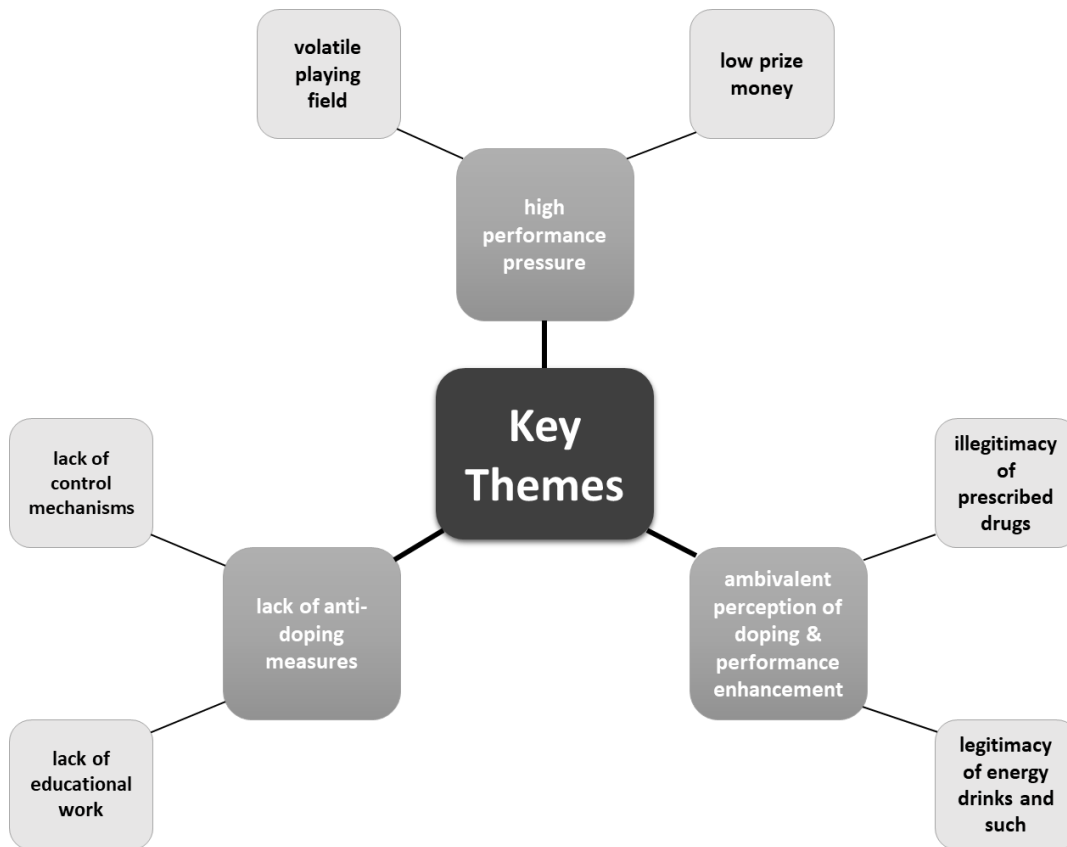 volatile
playing
field
low prize
money
high
performance
pressure
Key
Themes
lack of
control
mechanisms
illegitimacy
of
prescribed
drugs
lack of anti-
doping
measures
ambivalent
perception of
doping &
performance
enhancement
lack of
educational
work
legitimacy
of energy
drinks and
such